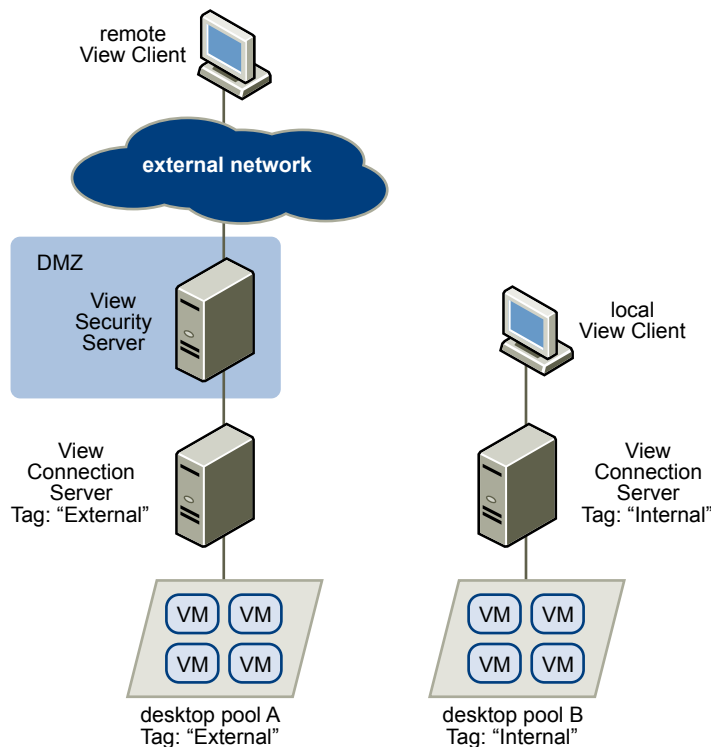 remote
View Client
external network
DMZ
View
Security
Server
local
View Client
View
Connection
Server
Tag: “External”
View
Connection
Server
Tag: “Internal”
VM VM
VM VM
desktop pool A
Tag: “External”
VM VM
VM VM
desktop pool B
Tag: “Internal”